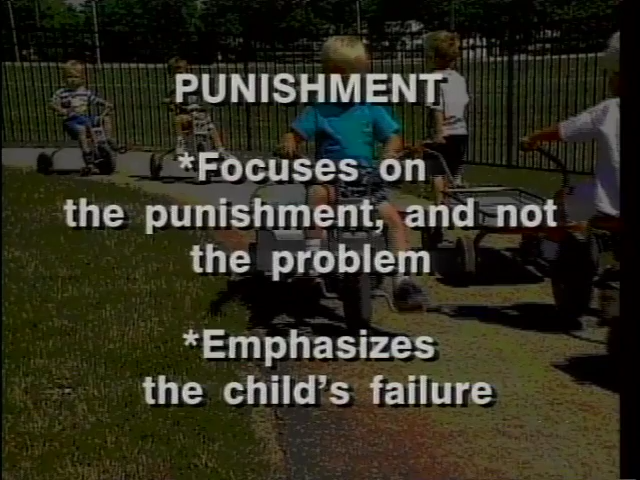 PUNISHMENT
*Focuses on
the punishment, and not
the problem
*Emphasizes
the child's failure